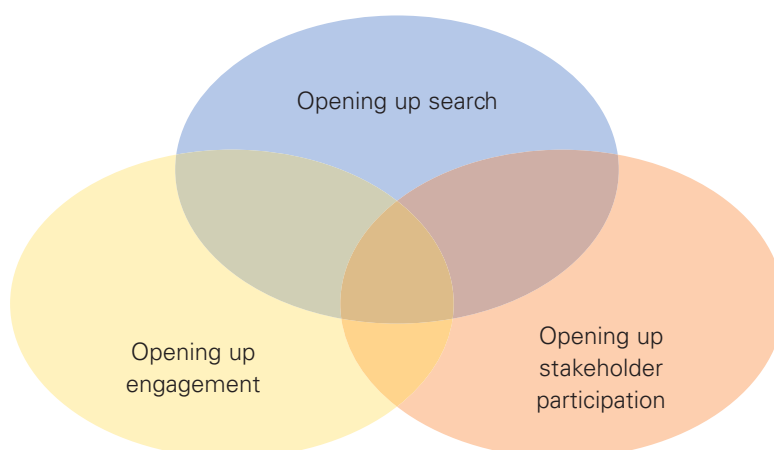 Opening up search
Opening up
engagement
Opening up
stakeholder
participation